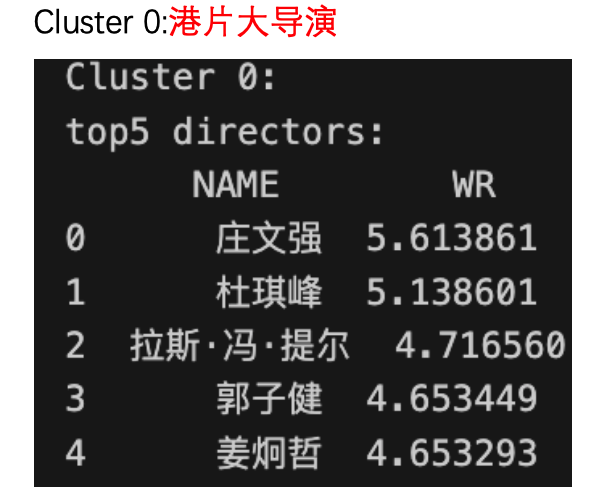 Cluster 0:港片大导演
Cluster 0:
top5 directors:
NAME WR
0 庄文强 5.613861
1 杜琪峰 5.138601
2 拉斯·冯·提尔 4.716560
3 郭子健 4.653449
4 姜炯哲 4.653293